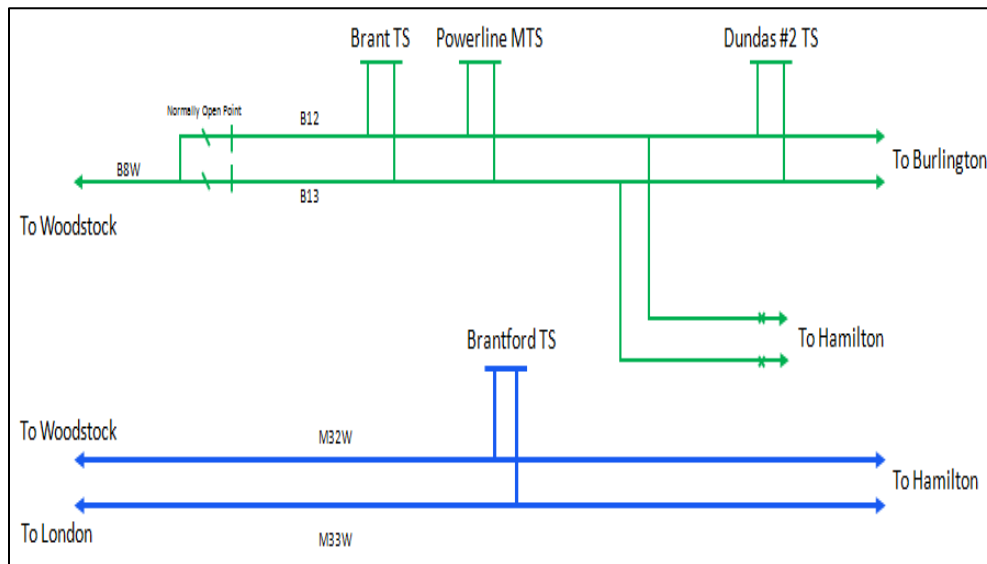 Brant TS
Powerline MTS
Dundas #2 TS
Normally Open Point
B12
To Burlington
B8W
B13
To Woodstock
To Hamilton
Brantford TS
To Woodstock
M32W
To Hamilton
To London
M33W